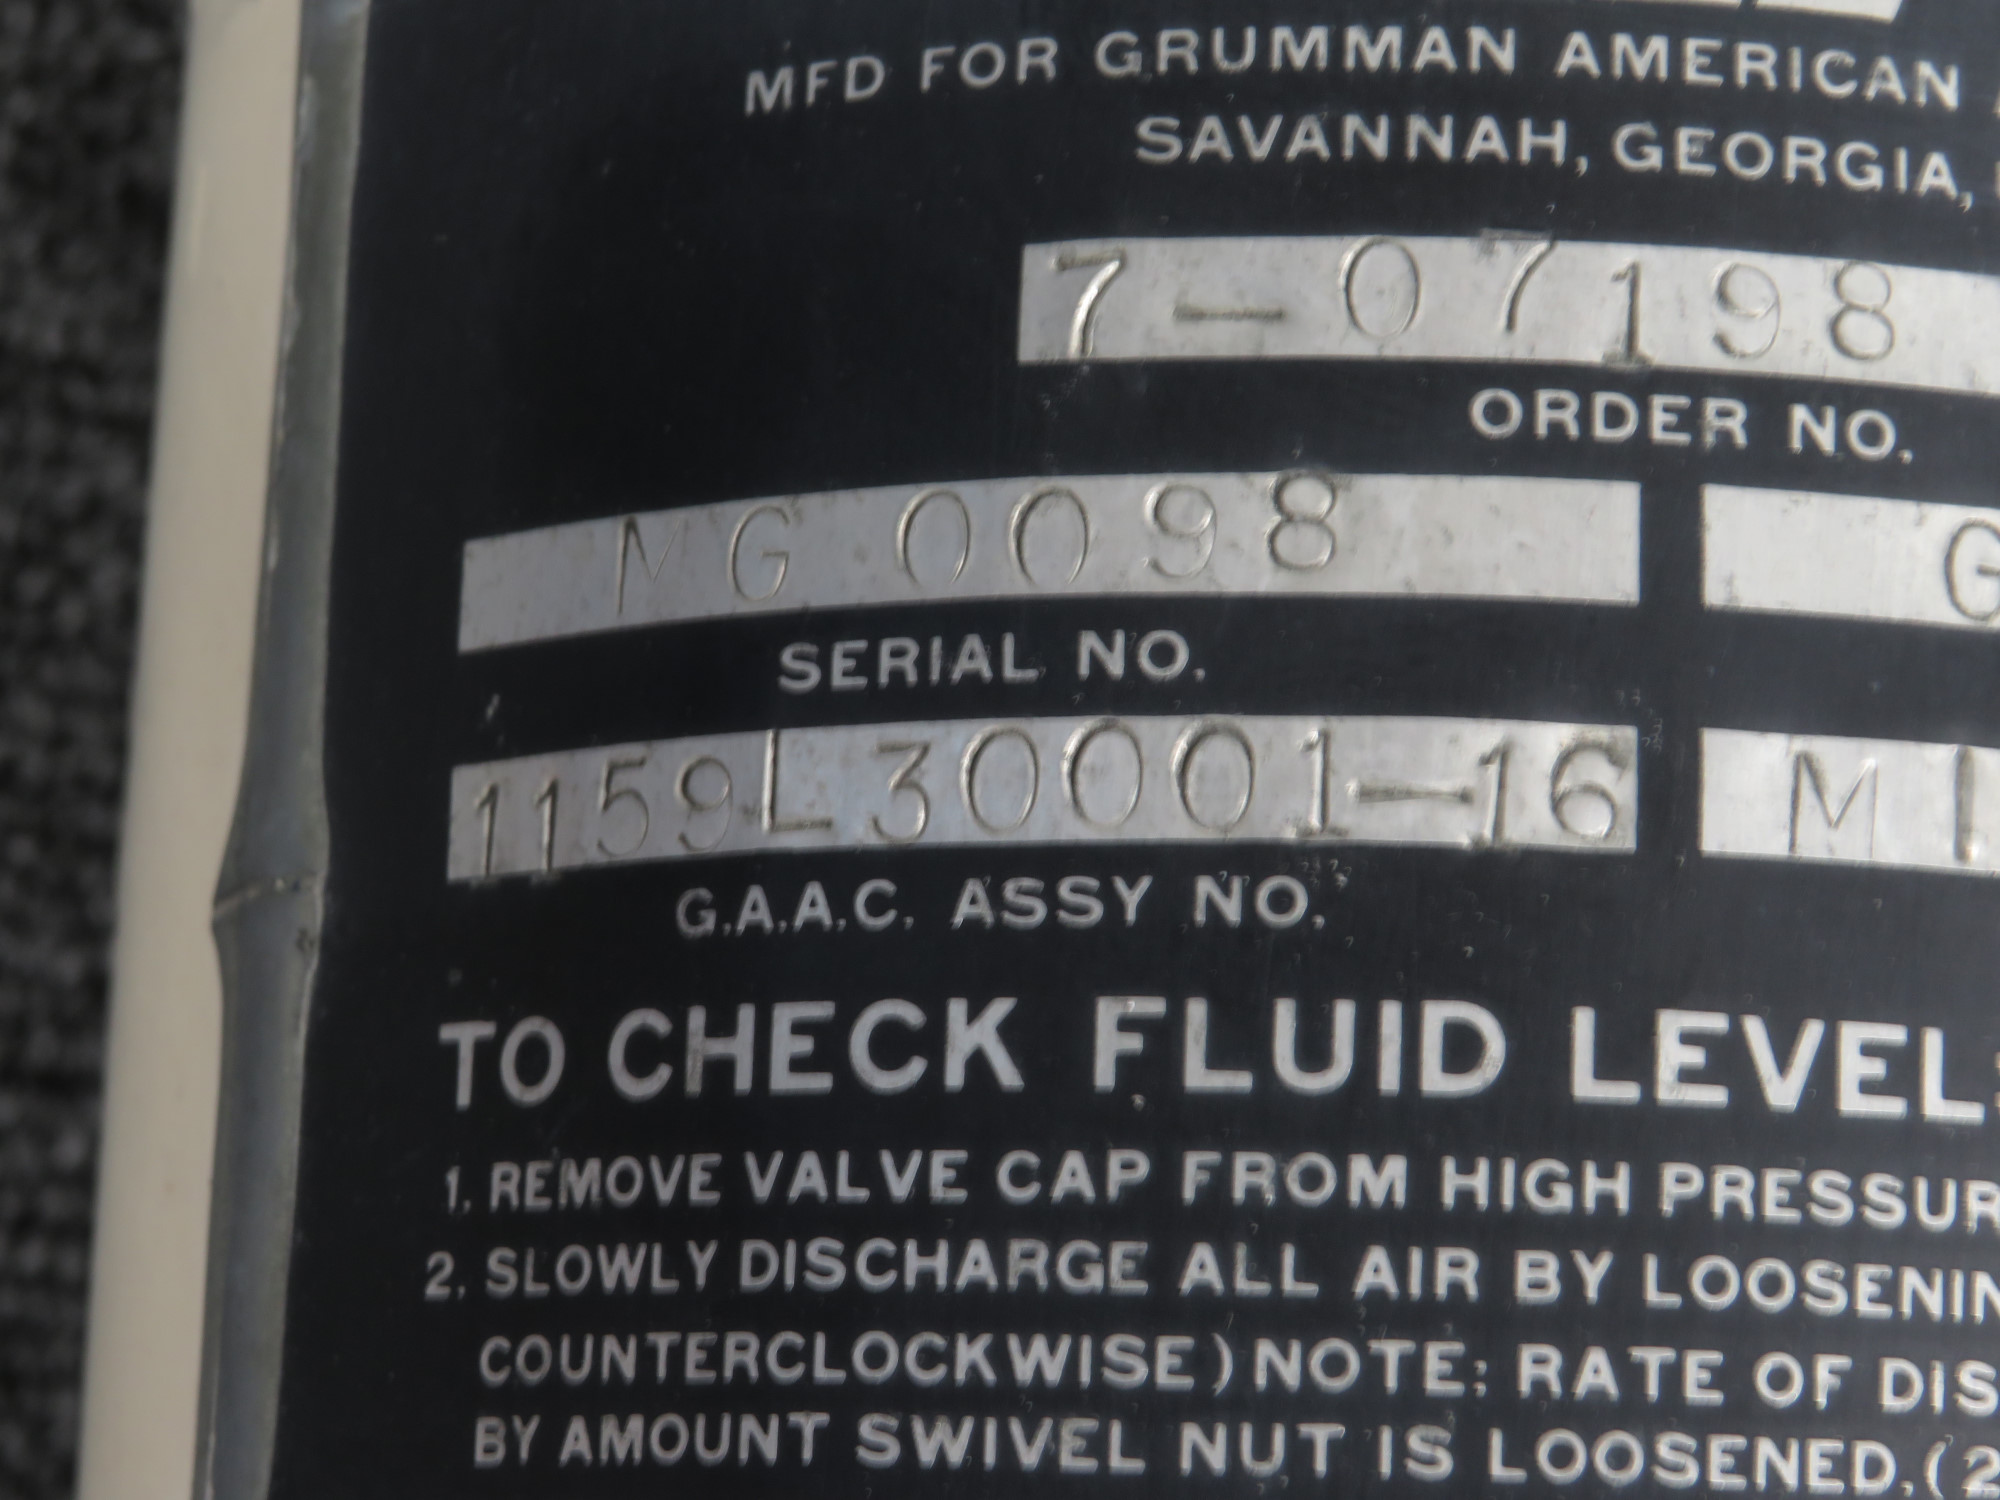 MFD FOR GRUMMAN AMERICAN
SAVANNAH, GEORGIA,
7-07198
ORDER NO.
MG 0098 G
SERIAL NO.
1159L30001-16 M
G.A.A.C. ASSY NO.
TO CHECK FLUID LEVEL:
1. REMOVE VALVE CAP FROM HIGH PRESSUR
2. SLOWLY DISCHARGE ALL AIR BY LOOSENIN
COUNTERCLOCKWISE) NOTE: RATE OF DIS
BY AMOUNT SWIVEL NUT IS LOOSENED. (2